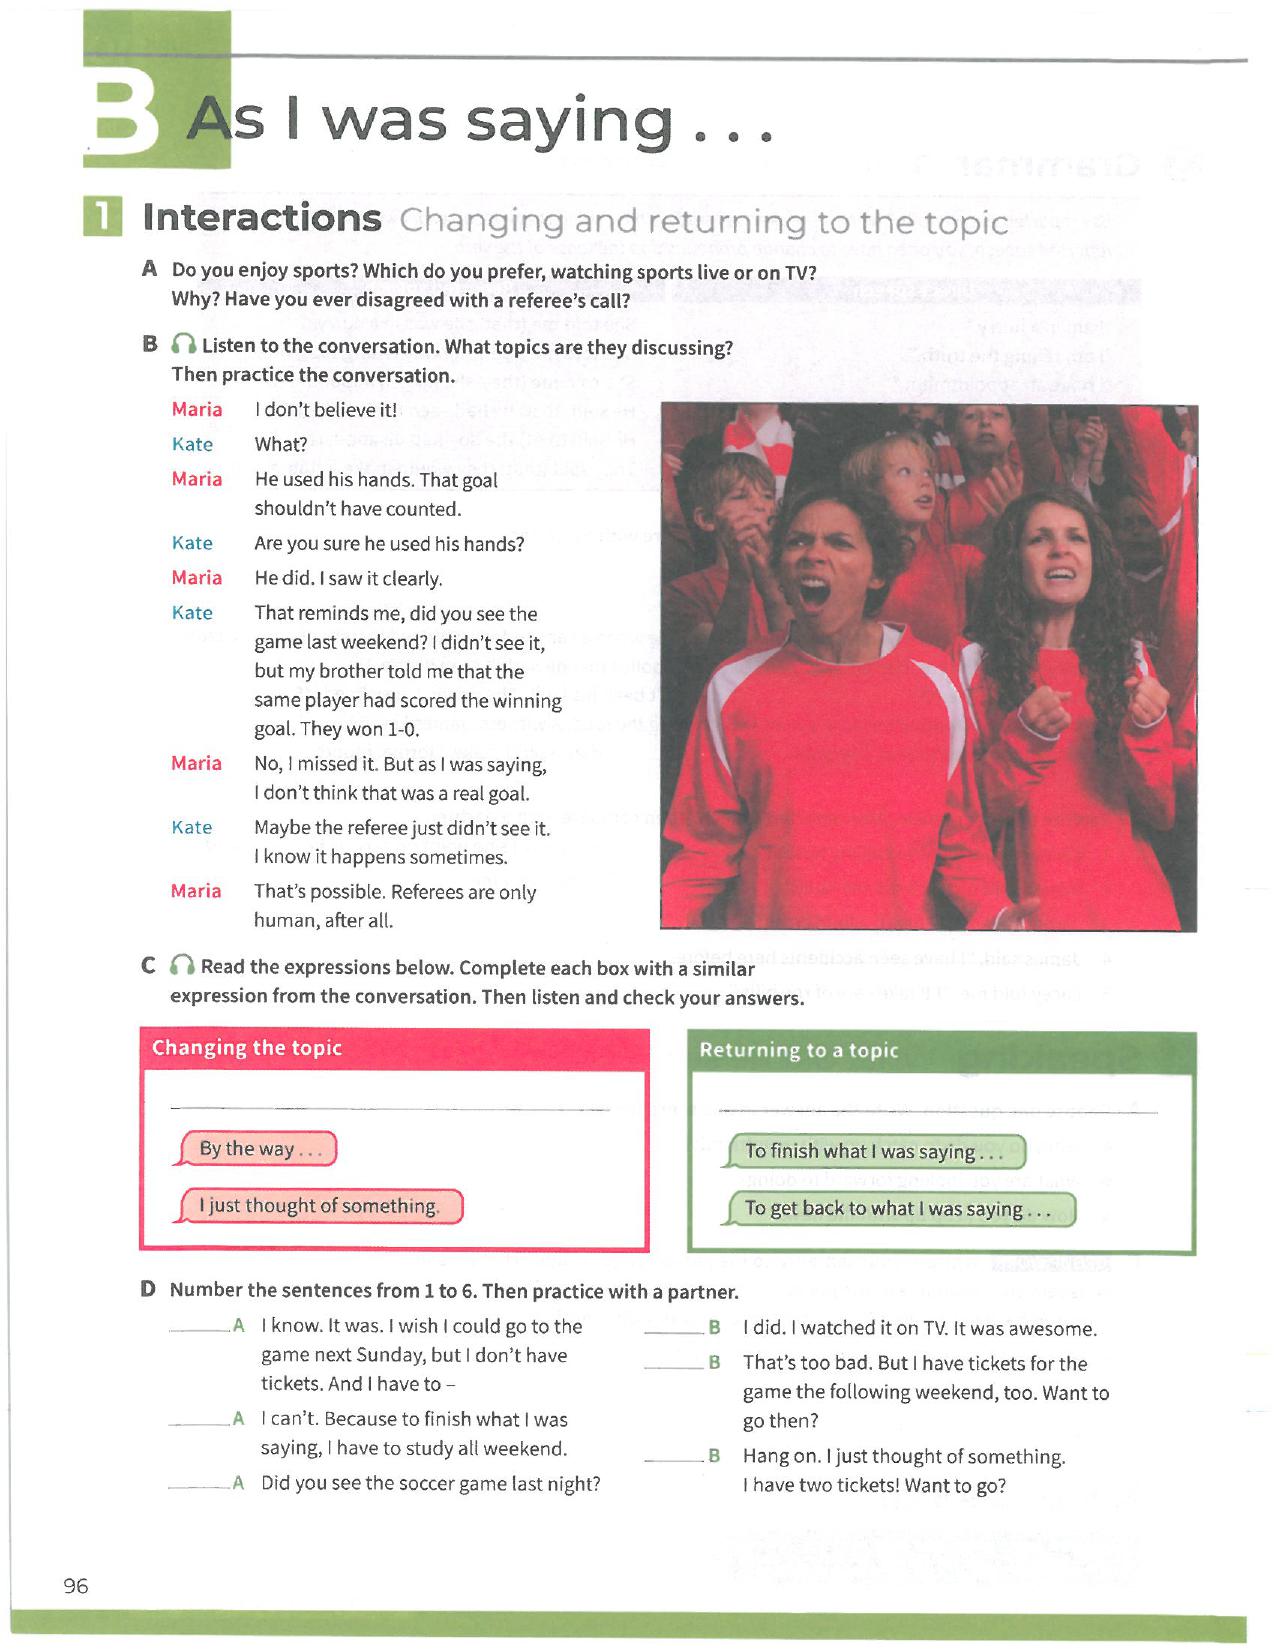 B As I was saying . . .
1 Interactions Changing and returning to the topic
A Do you enjoy sports? Which do you prefer, watching sports live or on TV?
Why? Have you ever disagreed with a referee's call?
B Listen to the conversation. What topics are they discussing?
Then practice the conversation.
Maria I don't believe it!
Kate What?
Maria He used his hands. That goal
shouldn't have counted.
Kate Are you sure he used his hands?
Maria He did. I saw it clearly.
Kate That reminds me, did you see the
game last weekend? I didn't see it,
but my brother told me that the
same player had scored the winning
goal. They won 1-0.
Maria No, I missed it. But as I was saying,
I don't think that was a real goal.
Kate Maybe the referee just didn't see it.
I know it happens sometimes.
Maria That's possible. Referees are only
human, after all.
C Read the expressions below. Complete each box with a similar
expression from the conversation. Then listen and check your answers.
Changing the topic
By the way . . .
I just thought of something.
Returning to a topic
To finish what I was saying . . .
To get back to what I was saying . . .
D Number the sentences from 1 to 6. Then practice with a partner.
______ A I know. It was. I wish I could go to the
game next Sunday, but I don't have
tickets. And I have to –
______ A I can't. Because to finish what I was
saying, I have to study all weekend.
______ A Did you see the soccer game last night?
______ B I did. I watched it on TV. It was awesome.
______ B That's too bad. But I have tickets for the
game the following weekend, too. Want to
go then?
______ B Hang on. I just thought of something.
I have two tickets! Want to go?
96